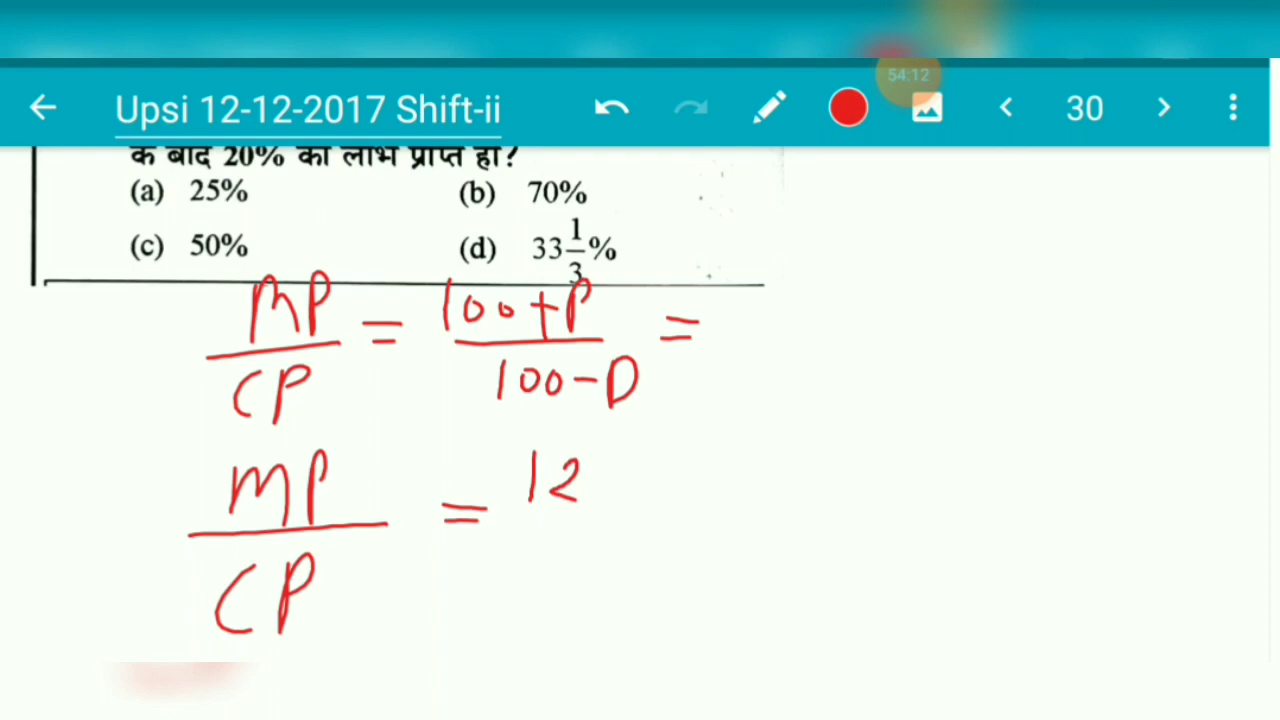 54:12
Upsi 12-12-2017 Shift-ii 30
के बाद 20% का लाभ प्राप्त हो?
(a) 25% (b) 70%
(c) 50% (d) 33 1/3 %
MP/CP = 100+P/100-D =
MP/CP = 12